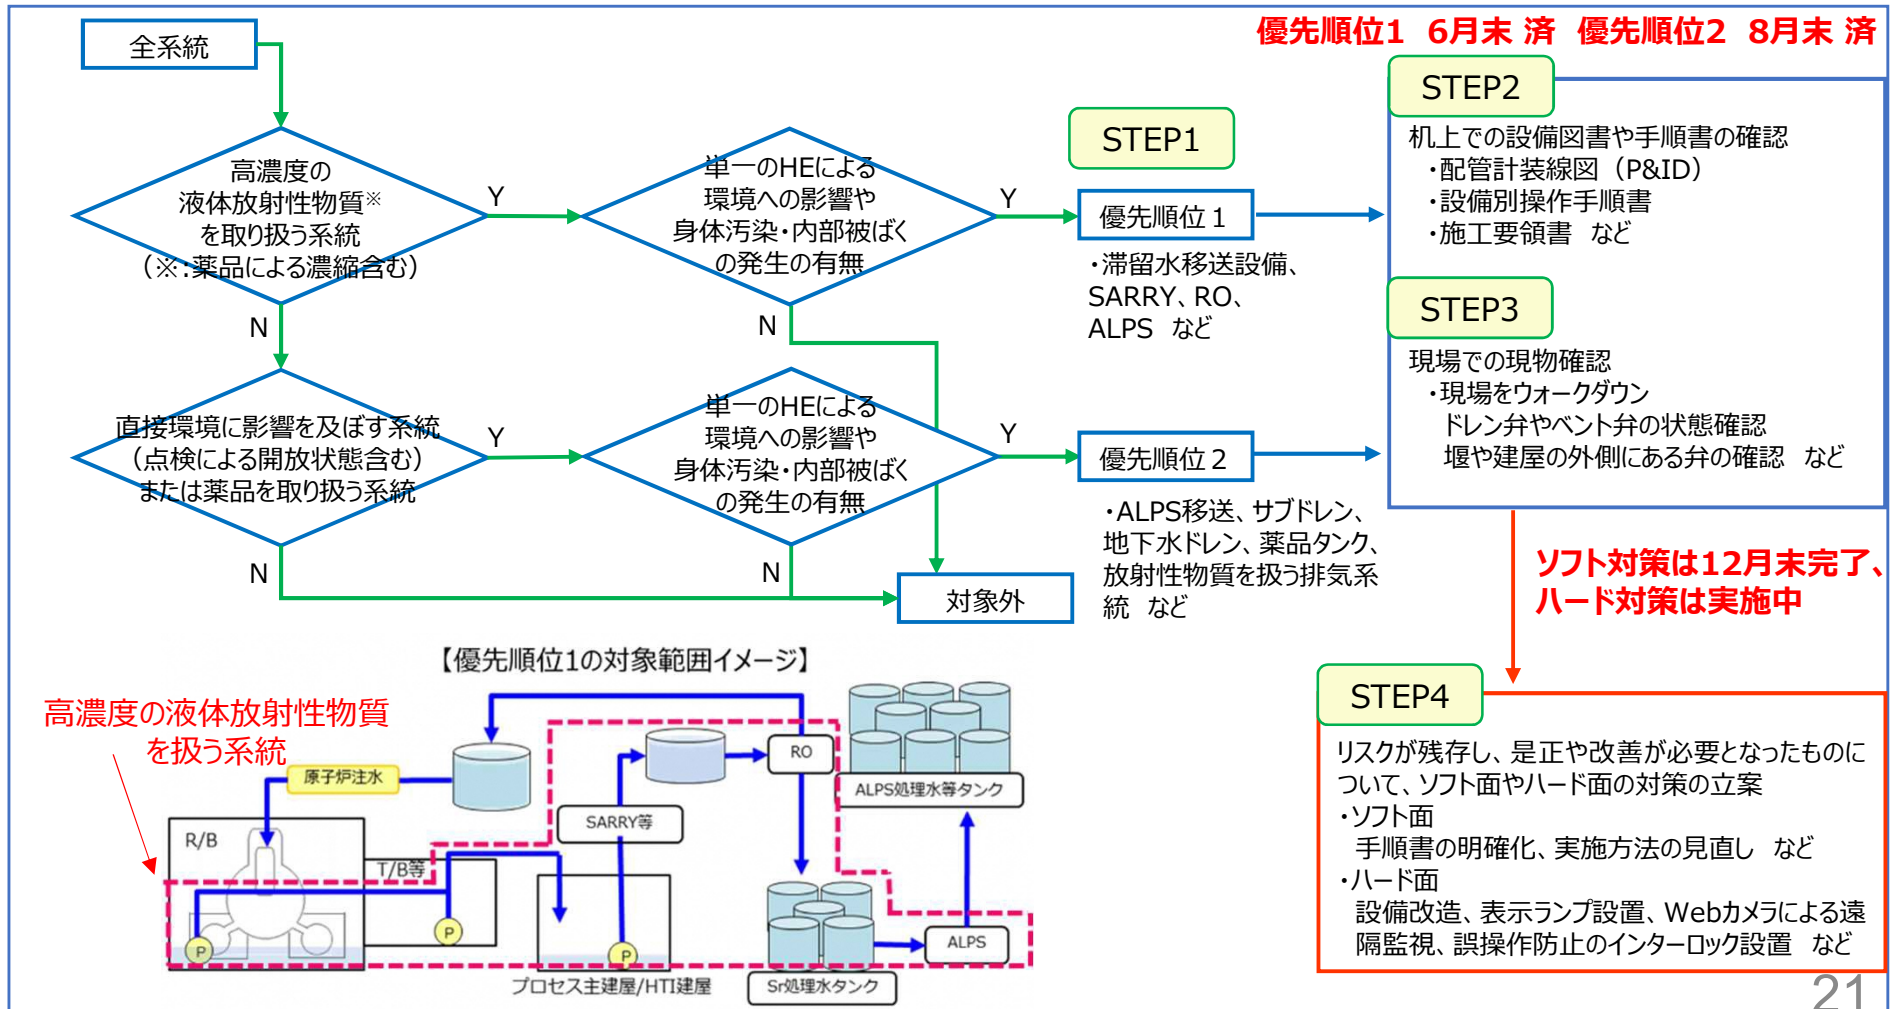 優先順位1 6月末 済 優先順位2 8月末 済
全系統
高濃度の
液体放射性物質※
を取り扱う系統
（※:薬品による濃縮含む）
Y
N
単一のHEによる
環境への影響や
身体汚染・内部被ばく
の発生の有無
Y
N
STEP1
優先順位１
・滞留水移送設備、
SARRY、RO、
ALPS など
直接環境に影響を及ぼす系統
（点検による開放状態含む）
または薬品を取り扱う系統
Y
N
単一のHEによる
環境への影響や
身体汚染・内部被ばく
の発生の有無
Y
N
優先順位２
・ALPS移送、サブドレン、
地下水ドレン、薬品タンク、
放射性物質を扱う排気系
統 など
対象外
STEP2
机上での設備図書や手順書の確認
・配管計装線図（P&ID）
・設備別操作手順書
・施工要領書 など
STEP3
現場での現物確認
・現場をウォークダウン
ドレン弁やベント弁の状態確認
堰や建屋の外側にある弁の確認 など
ソフト対策は12月末完了、
ハード対策は実施中
STEP4
リスクが残存し、是正や改善が必要となったものに
ついて、ソフト面やハード面の対策の立案
・ソフト面
手順書の明確化、実施方法の見直し など
・ハード面
設備改造、表示ランプ設置、Webカメラによる遠
隔監視、誤操作防止のインターロック設置 など
【優先順位1の対象範囲イメージ】
高濃度の液体放射性物質
を扱う系統
原子炉注水
R/B
T/B等
P
P
P
SARRY等
RO
ALPS処理水等タンク
ALPS
プロセス主建屋/HTI建屋
Sr処理水タンク
21